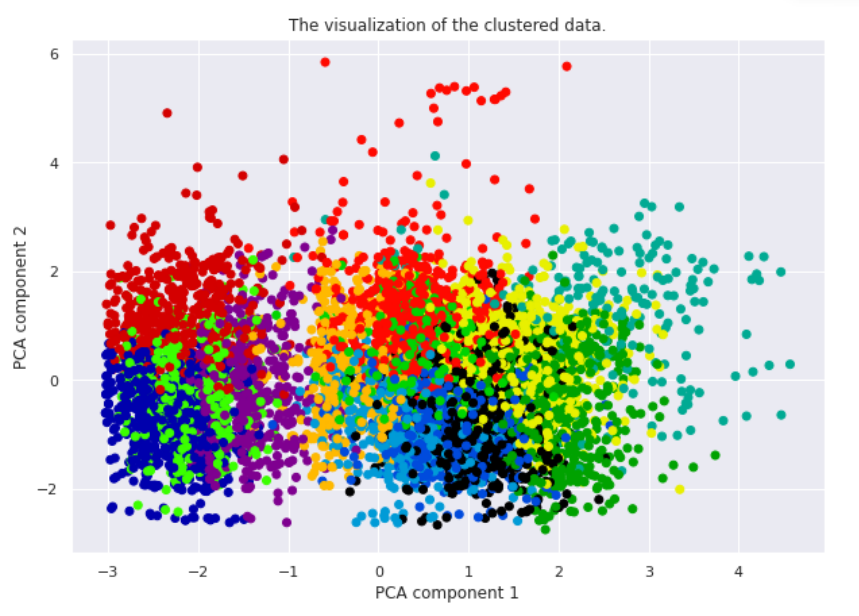 The visualization of the clustered data.
6
4
2
0
−2
PCA component 2
−3 −2 −1 0 1 2 3 4
PCA component 1